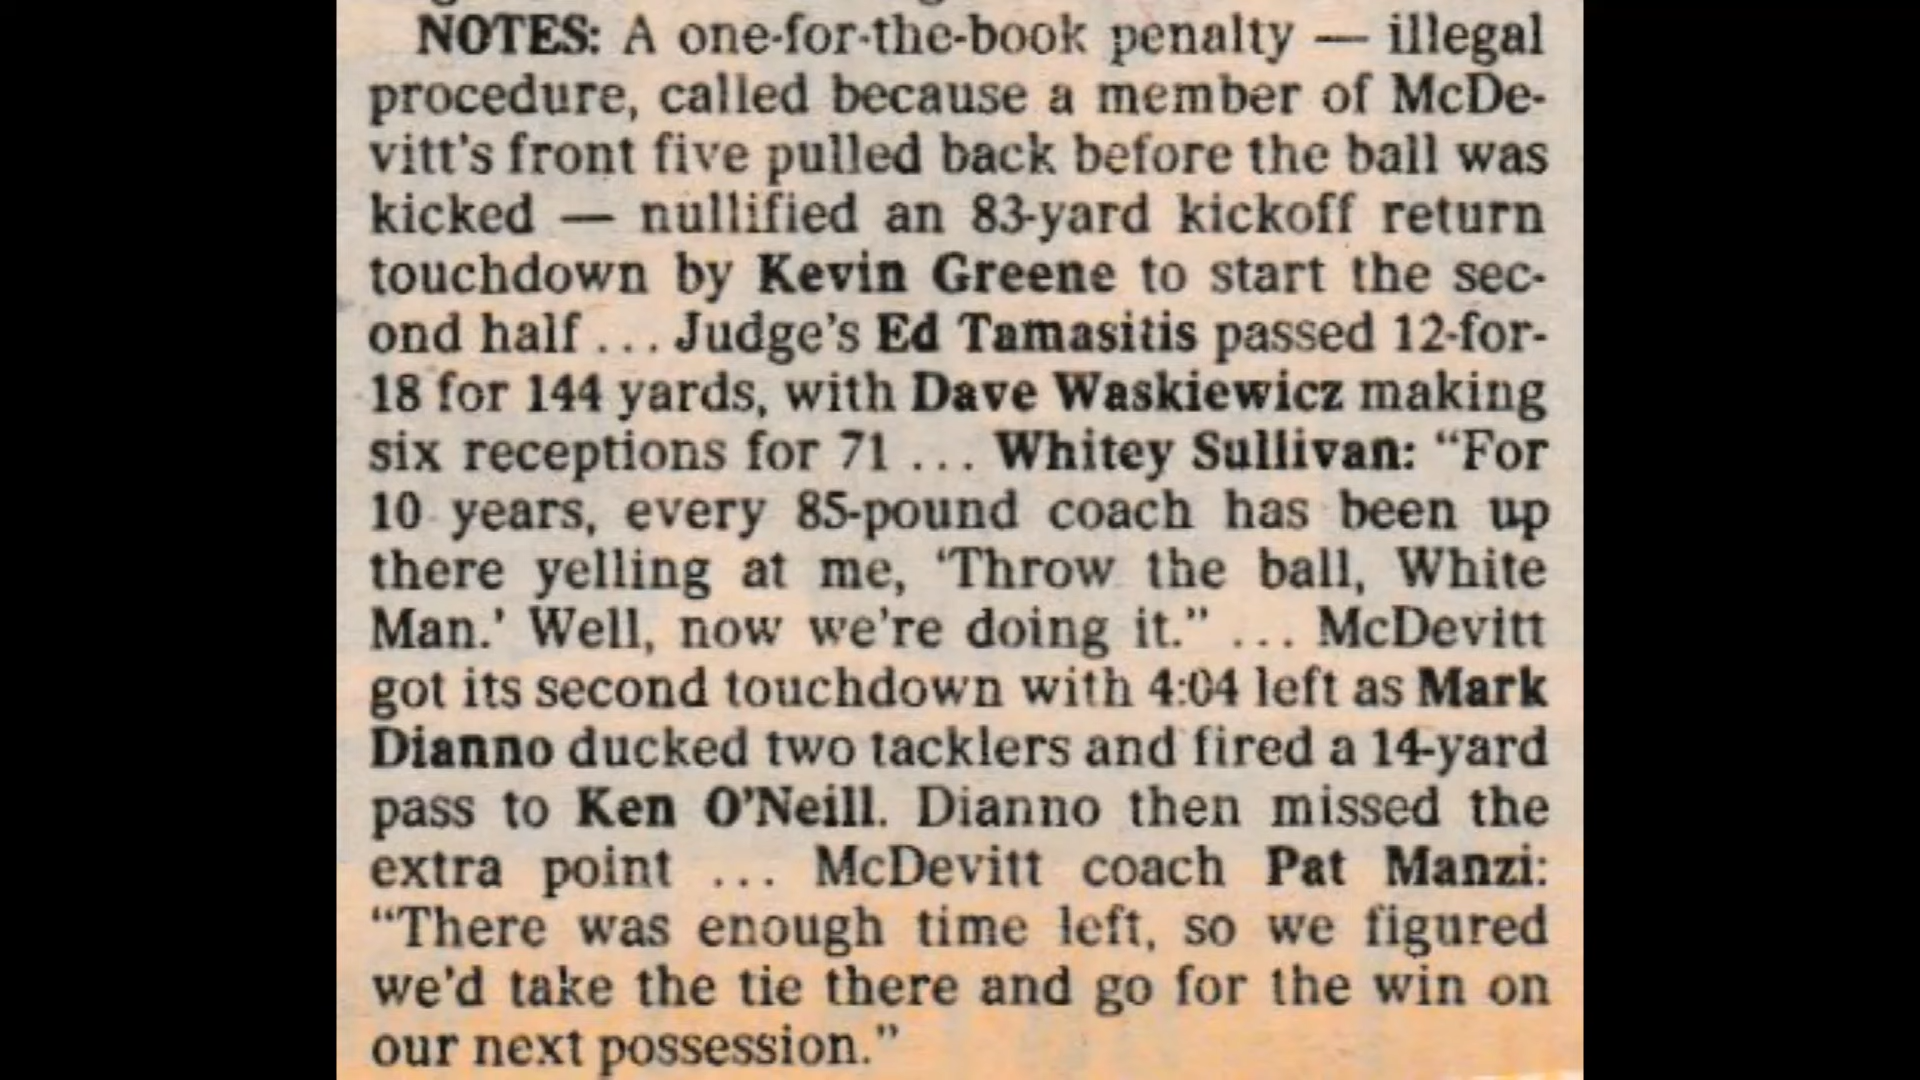 NOTES: A one-for-the-book penalty — illegal
procedure, called because a member of McDe-
vitt's front five pulled back before the ball was
kicked — nullified an 83-yard kickoff return
touchdown by Kevin Greene to start the sec-
ond half ... Judge's Ed Tamasitis passed 12-for-
18 for 144 yards, with Dave Waskiewicz making
six receptions for 71 ... Whitey Sullivan: “For
10 years, every 85-pound coach has been up
there yelling at me, ‘Throw the ball, White
Man.’ Well, now we're doing it.” ... McDevitt
got its second touchdown with 4:04 left as Mark
Dianno ducked two tacklers and fired a 14-yard
pass to Ken O'Neill. Dianno then missed the
extra point ... McDevitt coach Pat Manzi:
“There was enough time left, so we figured
we'd take the tie there and go for the win on
our next possession.”